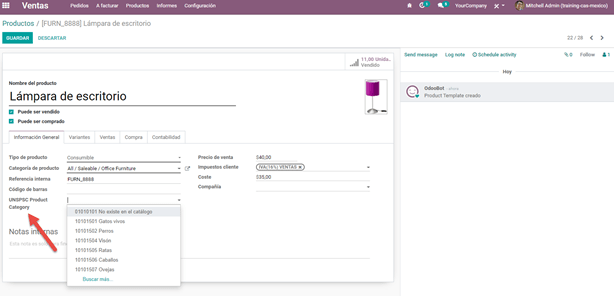 Ventas Pedidos A facturar Productos Informes Configuración 1 6 YourCompany Mitchell Admin (training-cas-mexico)
Productos / [FURN_8888] Lámpara de escritorio
GUARDAR DESCARTAR 22 / 28
Send message Log note Schedule activity 0 Follow 1
11,00 Unida...
Vendido
Hoy
Nombre del producto
Lámpara de escritorio
OdooBot
Product Template creado
Puede ser vendido
Puede ser comprado
Información General Variantes Ventas Compra Contabilidad
Tipo de producto Consumible Precio de venta $40,00
Categoría de producto All / Saleable / Office Furniture Impuestos cliente IVA(16%) VENTAS
Referencia interna FURN_8888 Coste $35,00
Código de barras Compañía
UNSPSC Product
Category
01010101 No existe en el catálogo
10101501 Gatos vivos
10101502 Perros
10101504 Visón
10101505 Ratas
10101506 Caballos
10101507 Ovejas
Buscar más...
Notas internas